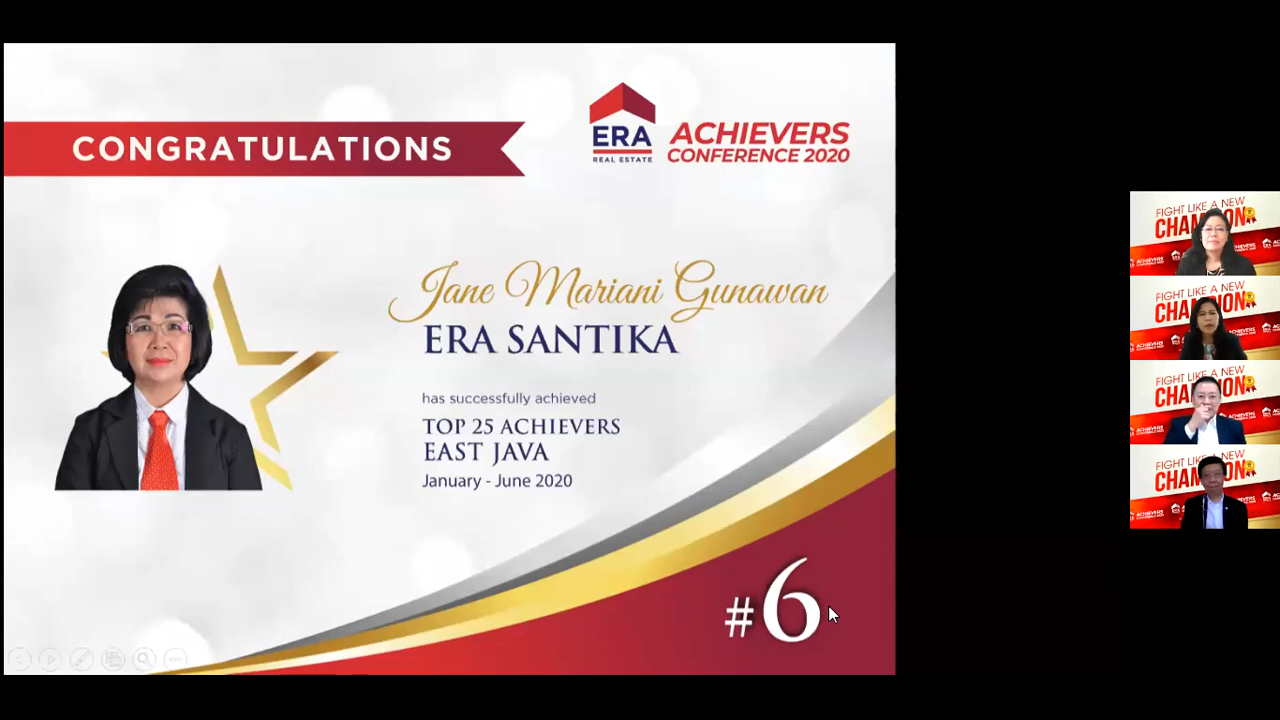 CONGRATULATIONS
ERA
REAL ESTATE
ACHIEVERS
CONFERENCE 2020
Jane Mariani Gunawan
ERA SANTIKA
has successfully achieved
TOP 25 ACHIEVERS
EAST JAVA
January - June 2020
#6
FIGHT LIKE A NEW
CHAMPION
FIGHT LIKE A NEW
CHAMPION
FIGHT LIKE A NEW
CHAMPION
FIGHT LIKE A NEW
CHAMPION